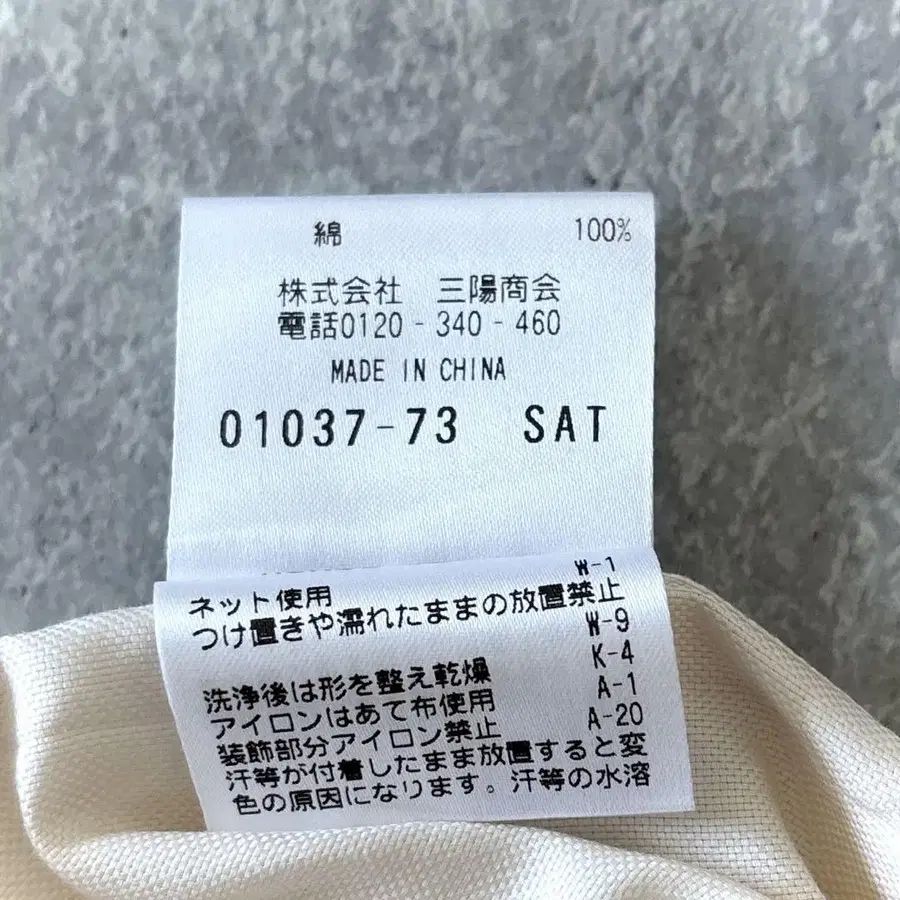 綿 100%
株式会社 三陽商会
電話0120-340-460
MADE IN CHINA
01037-73 SAT
W-1
ネット使用
つけ置きや濡れたままの放置禁止
W-9
K-4
洗浄後は形を整え乾燥
A-1
アイロンはあて布使用
A-20
装飾部分アイロン禁止
汗等が付着したまま放置すると変
色の原因になります。汗等の水溶